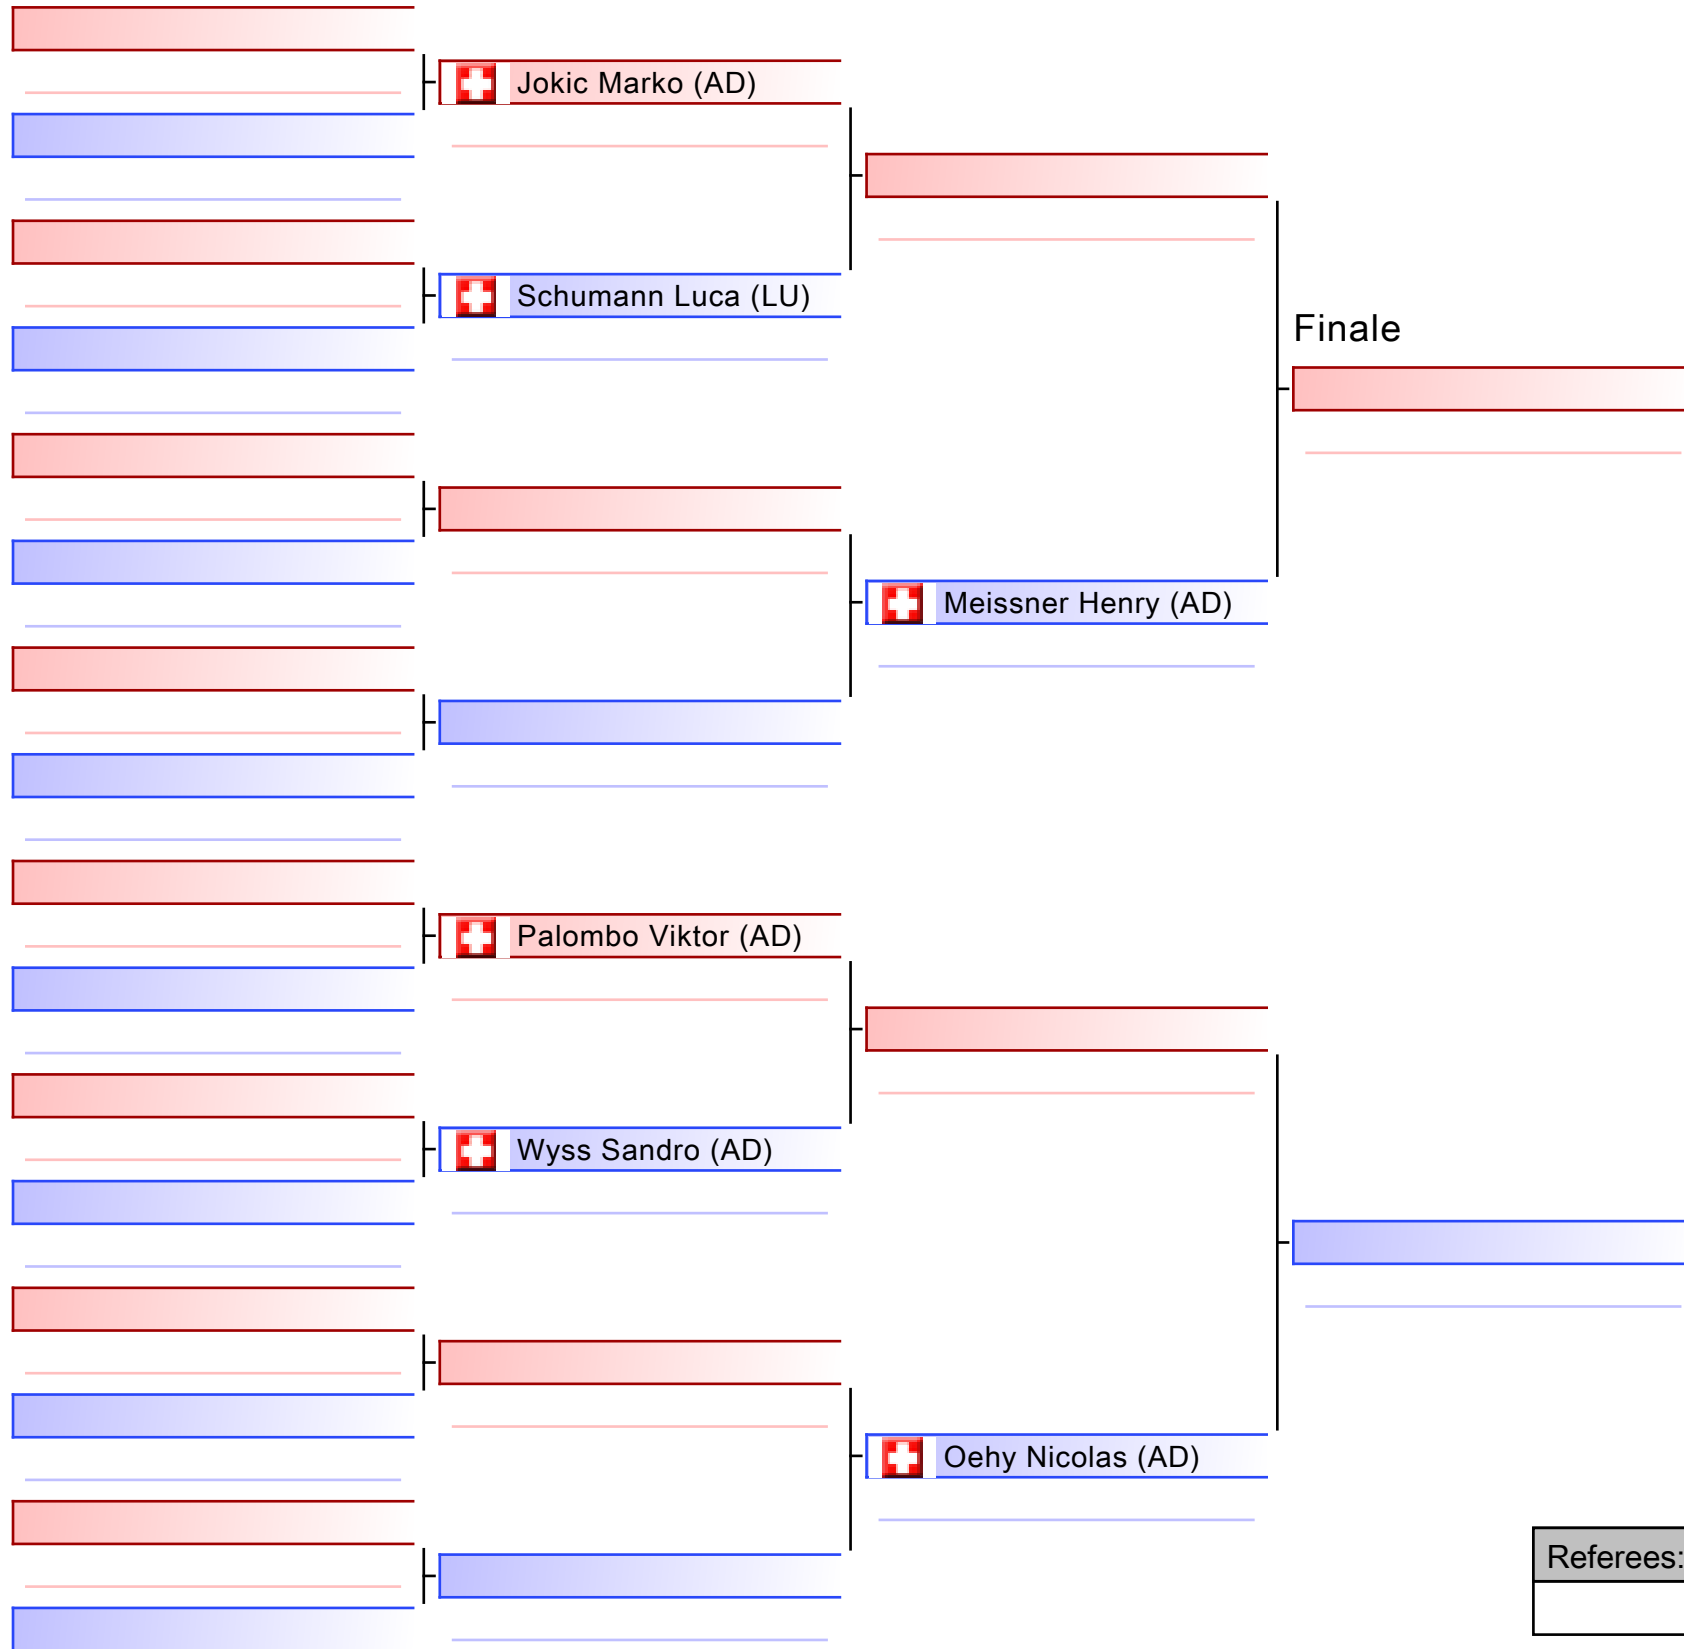 Jokic Marko (AD)
Schumann Luca (LU)
Finale
Meissner Henry (AD)
Palombo Viktor (AD)
Wyss Sandro (AD)
Oehy Nicolas (AD)
Referees: